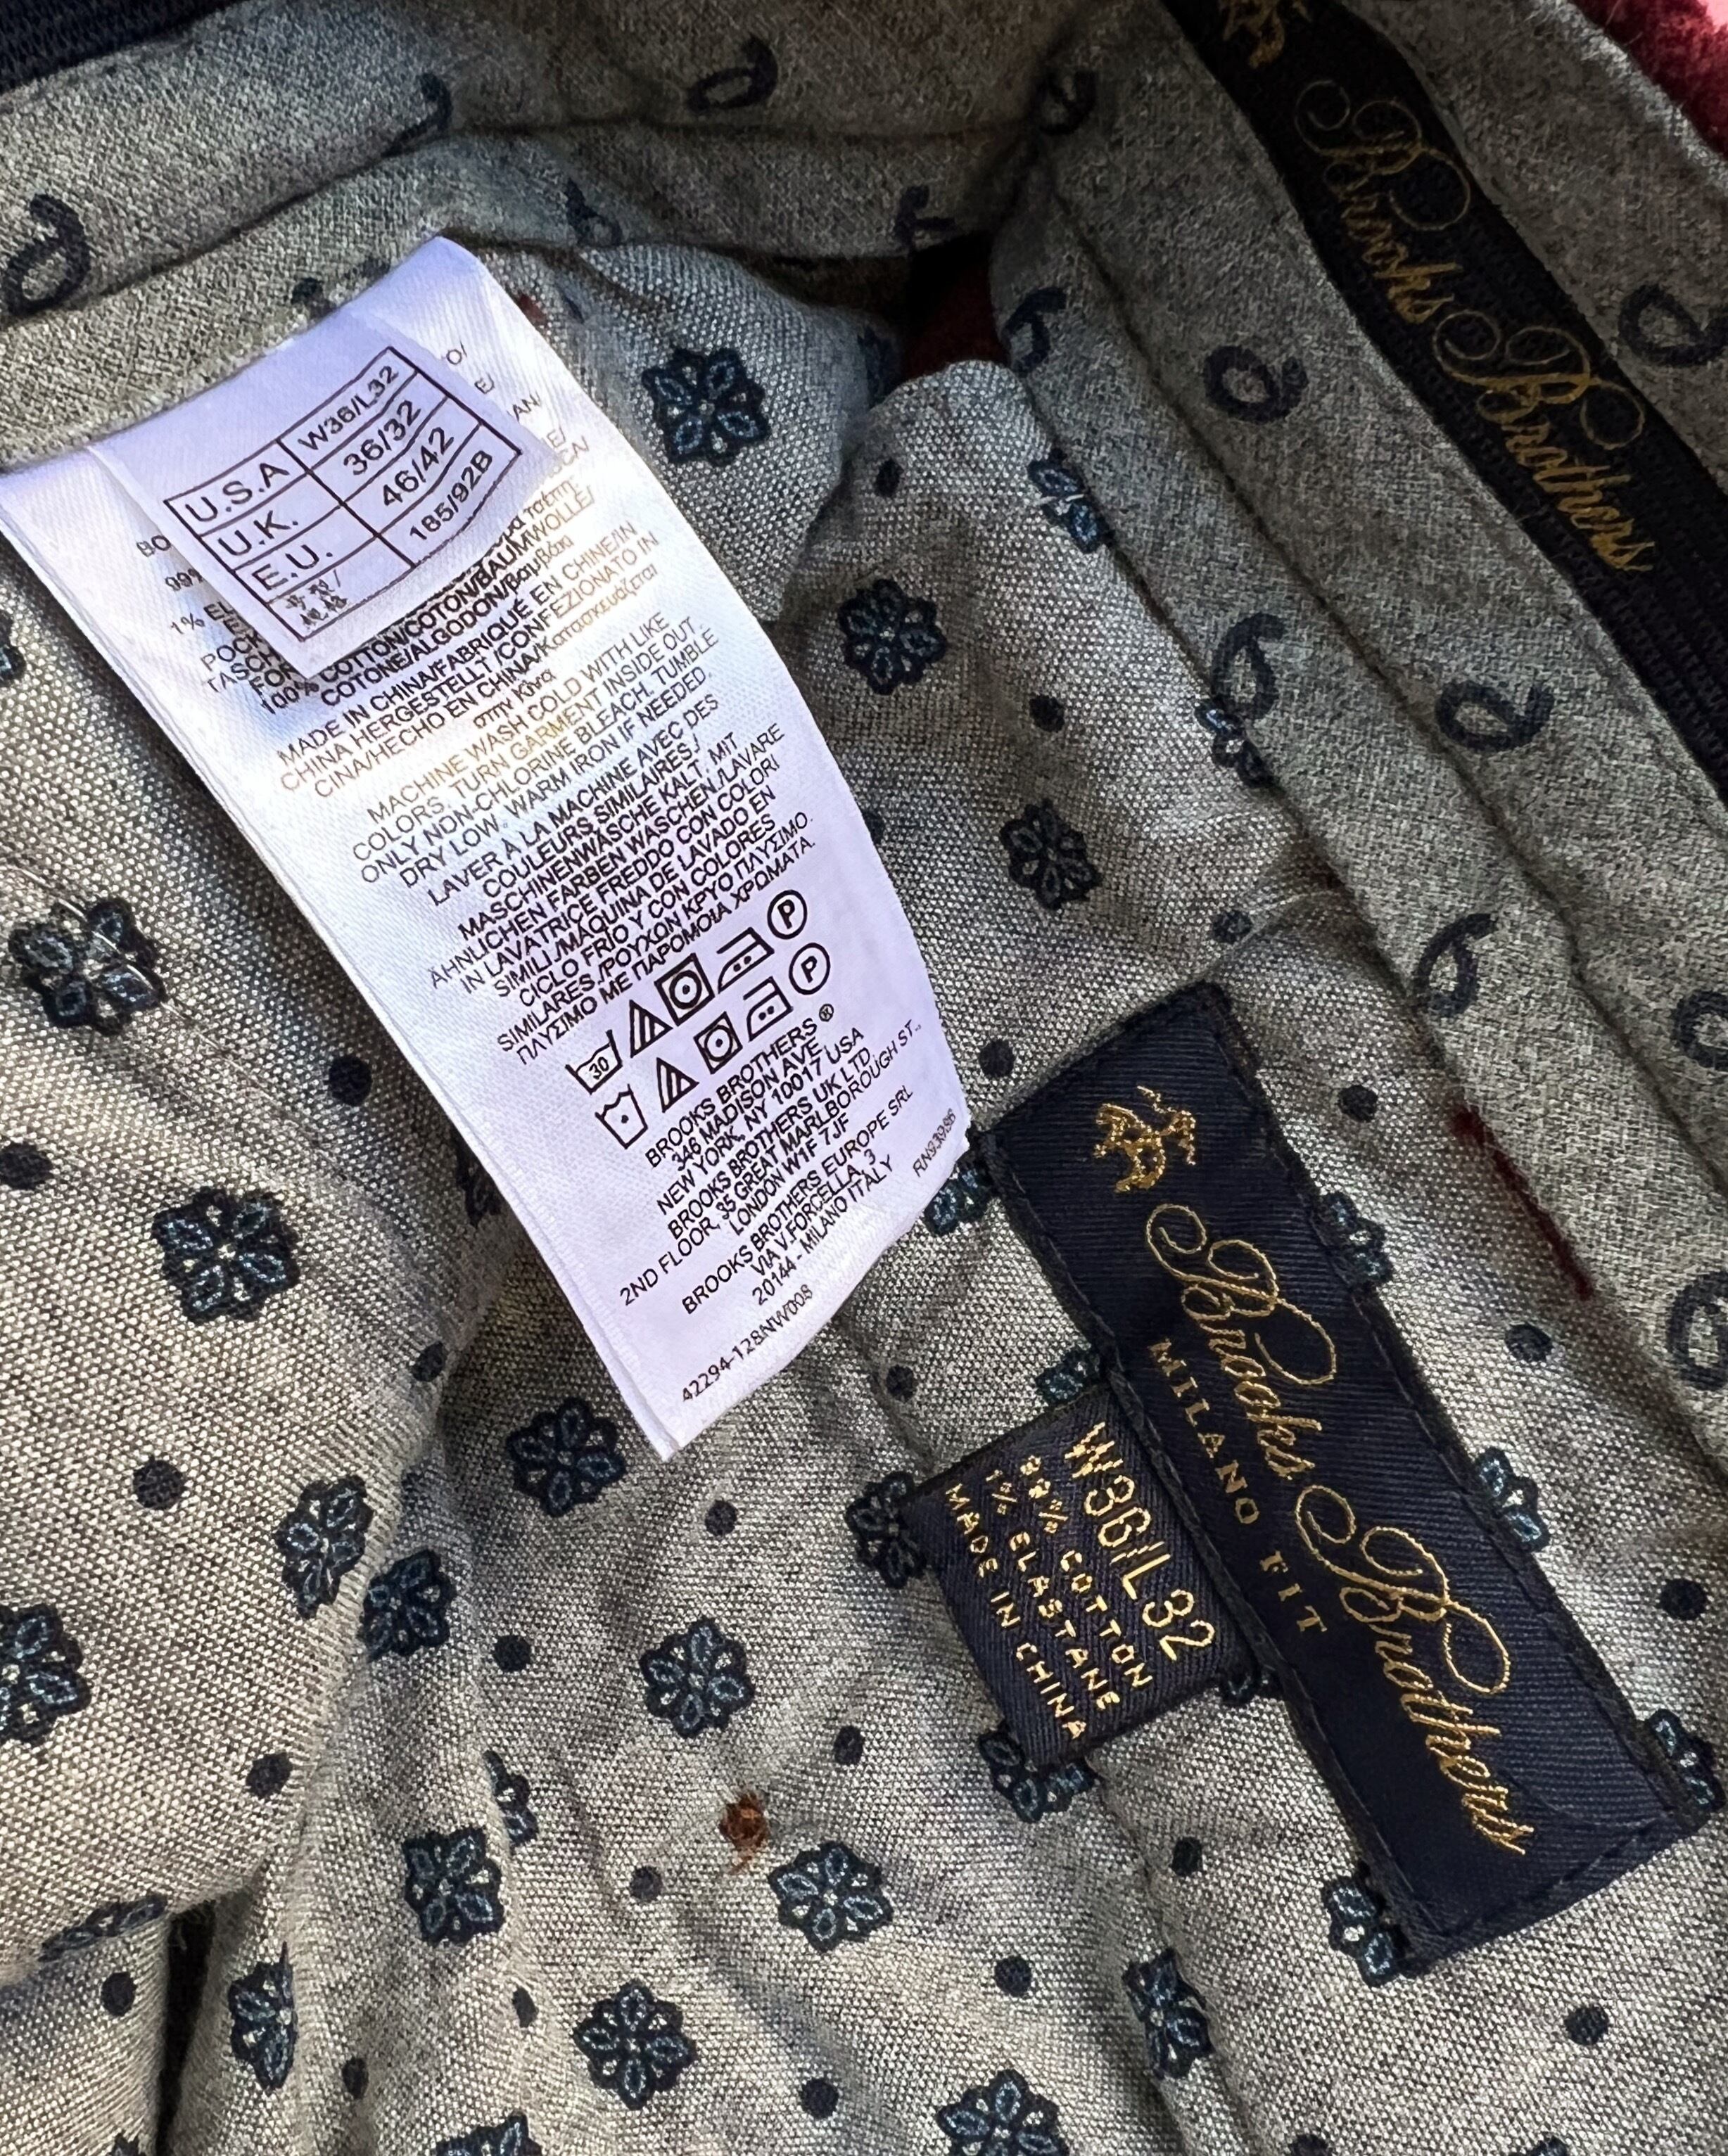 Brooks Brothers
U.S.A W36/L32
U.K. 36/32
E.U. 46/42
185/92B
99%
1%
100% COTTON/COTON/BAUMWOLLE/
COTONE/ALGODON/Βαμβάκι
MADE IN CHINA/FABRIQUÉ EN CHINE/IN
CHINA HERGESTELLT /CONFEZIONATO IN
CINA/HECHO EN CHINA/Κατασκευάζεται
στην Κίνα
MACHINE WASH COLD WITH LIKE
COLORS. TURN GARMENT INSIDE OUT
ONLY NON-CHLORINE BLEACH. TUMBLE
DRY LOW. WARM IRON IF NEEDED.
LAVER À LA MACHINE AVEC DES
COULEURS SIMILAIRES./
MASCHINENWÄSCHE KALT. MIT
ÄHNLICHEN FARBEN WASCHEN./LAVARE
IN LAVATRICE FREDDO CON COLORI
SIMILI./MÁQUINA DE LAVADO EN
CICLO FRÍO Y CON COLORES
SIMILARES./ΡΟΥΧΩΝ ΚΡΥΟ ΠΛΥΣΙΜΟ.
ΠΛΥΣΙΜΟ ΜΕ ΠΑΡΟΜΟΙΑ ΧΡΩΜΑΤΑ.
30 P
P
BROOKS BROTHERS ®
346 MADISON AVE
NEW YORK, NY 10017 USA
BROOKS BROTHERS UK LTD
2ND FLOOR, 35 GREAT MARLBOROUGH ST.,
LONDON W1F 7JF
BROOKS BROTHERS EUROPE SRL
VIA V.FORCELLA, 3
20144 - MILANO ITALY
RN93986
42294-128NW008
Brooks Brothers
MILANO FIT
W36/L32
99% COTTON
1% ELASTANE
MADE IN CHINA